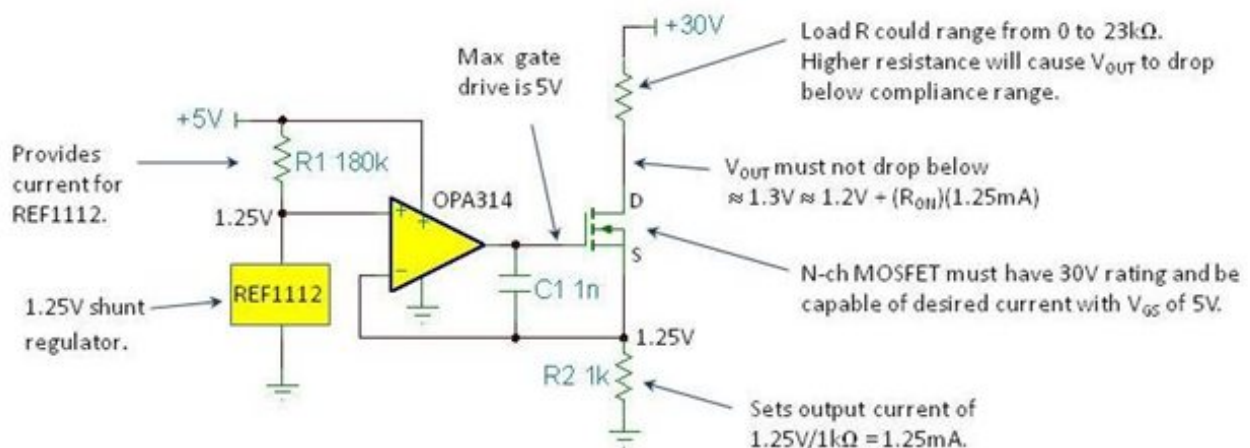 +30V
Load R could range from 0 to 23kΩ.
Higher resistance will cause VOUT to drop
below compliance range.
Max gate
drive is 5V
+5V
Provides
current for
REF1112.
R1 180k
OPA314
VOUT must not drop below
≈ 1.3V ≈ 1.2V + (RON)(1.25mA)
1.25V
+
+
−
D
S
N-ch MOSFET must have 30V rating and be
capable of desired current with VGS of 5V.
REF1112
C1 1n
1.25V shunt
regulator.
1.25V
R2 1k
Sets output current of
1.25V/1kΩ = 1.25mA.